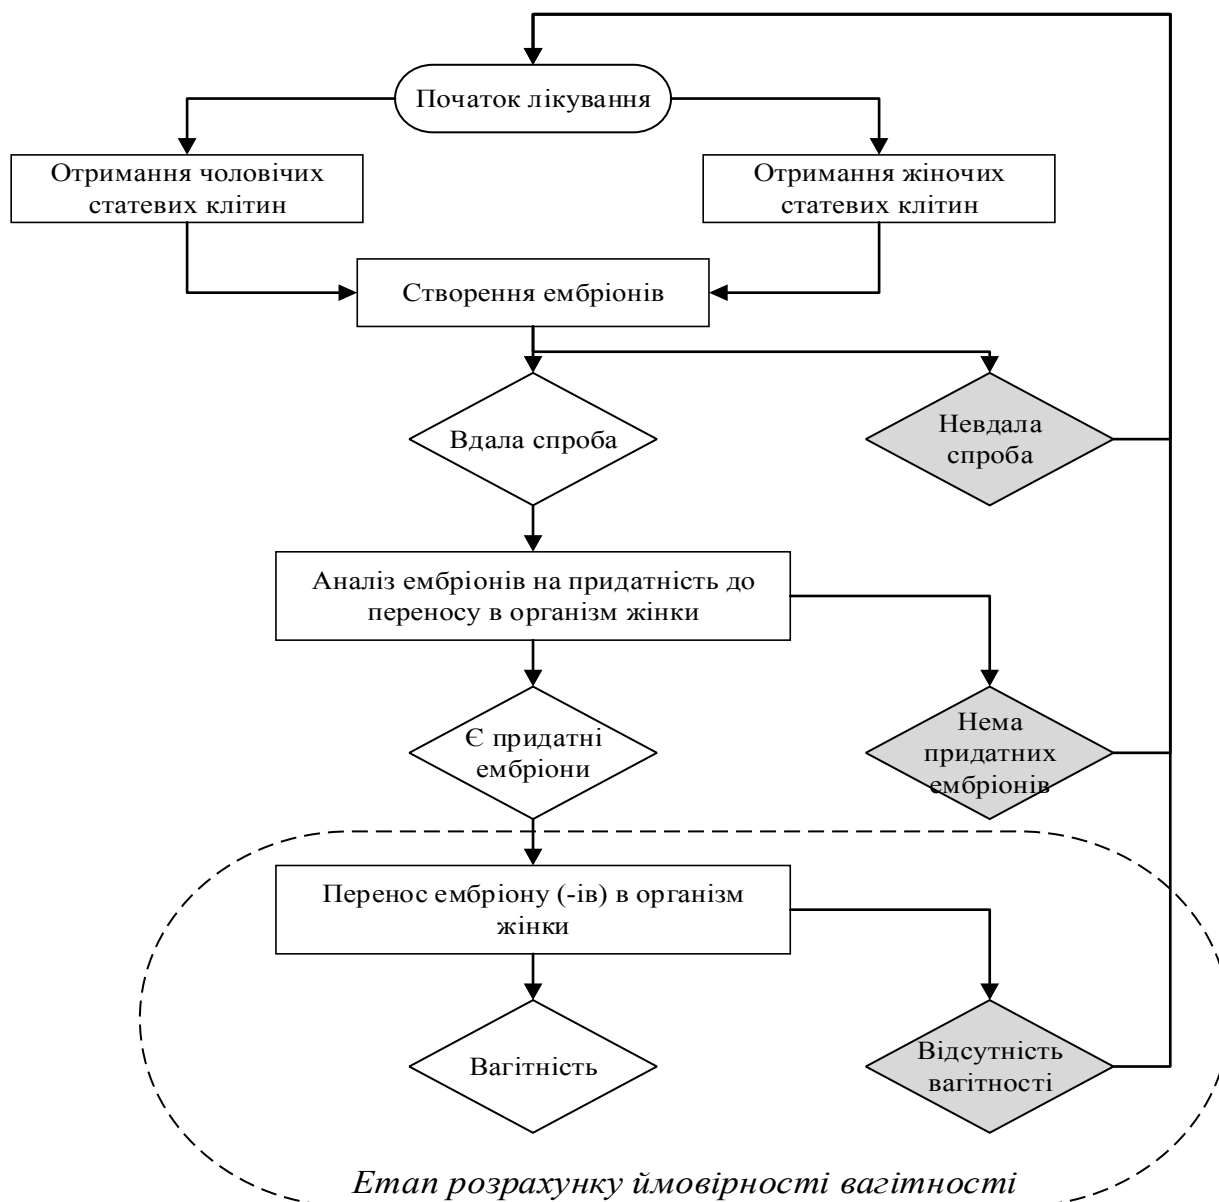 Початок лікування
Отримання чоловічих
статевих клітин
Отримання жіночих
статевих клітин
Створення ембріонів
Вдала спроба
Невдала
спроба
Аналіз ембріонів на придатність до
переносу в організм жінки
Є придатні
ембріони
Нема
придатних
ембріонів
Перенос ембріону (-ів) в організм
жінки
Вагітність
Відсутність
вагітності
Етап розрахунку ймовірності вагітності